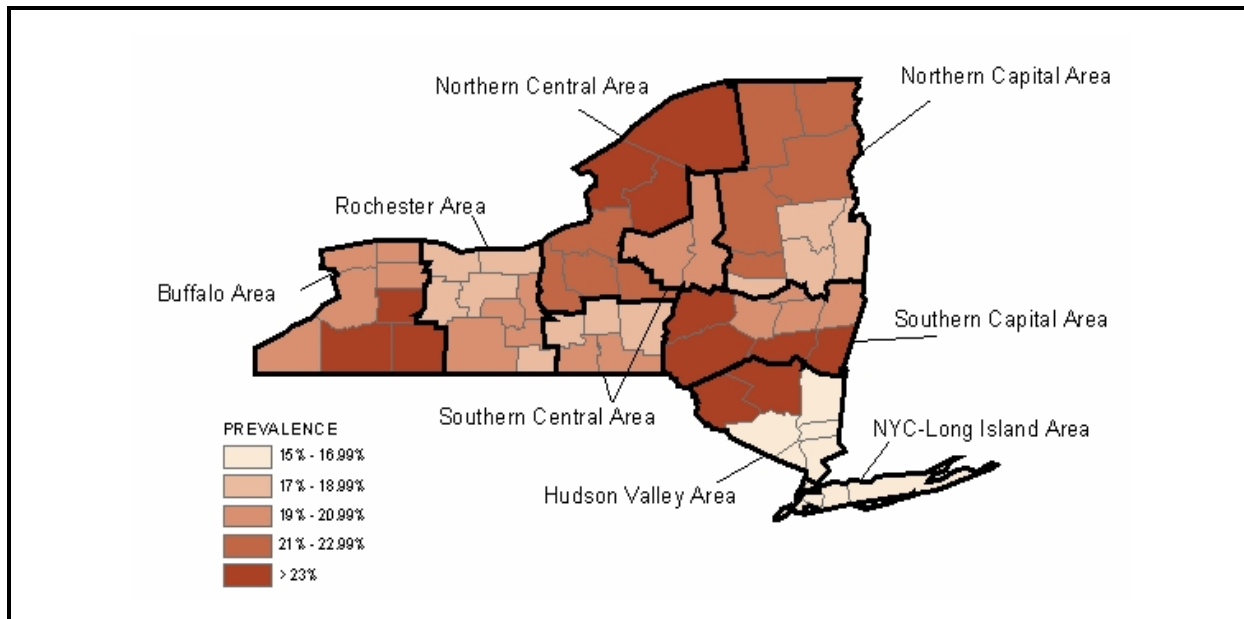 Northern Central Area
Northern Capital Area
Rochester Area
Buffalo Area
Southern Capital Area
Southern Central Area
NYC-Long Island Area
Hudson Valley Area
PREVALENCE
15% - 16.99%
17% - 18.99%
19% - 20.99%
21% - 22.99%
> 23%